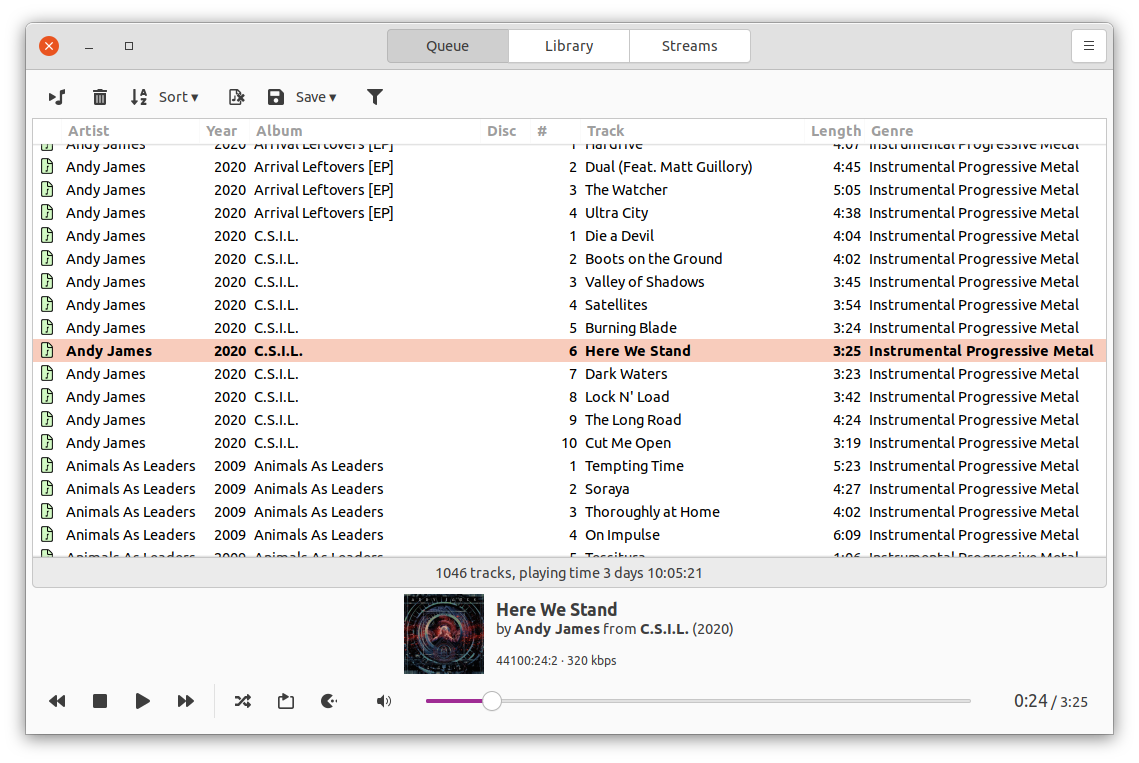 Queue Library Streams
Sort ▾ Save ▾
Artist Year Album Disc # Track Length Genre
Andy James 2020 Arrival Leftovers [EP] 1 Hardrive 4:07 Instrumental Progressive Metal
Andy James 2020 Arrival Leftovers [EP] 2 Dual (Feat. Matt Guillory) 4:45 Instrumental Progressive Metal
Andy James 2020 Arrival Leftovers [EP] 3 The Watcher 5:05 Instrumental Progressive Metal
Andy James 2020 Arrival Leftovers [EP] 4 Ultra City 4:38 Instrumental Progressive Metal
Andy James 2020 C.S.I.L. 1 Die a Devil 4:04 Instrumental Progressive Metal
Andy James 2020 C.S.I.L. 2 Boots on the Ground 4:02 Instrumental Progressive Metal
Andy James 2020 C.S.I.L. 3 Valley of Shadows 3:45 Instrumental Progressive Metal
Andy James 2020 C.S.I.L. 4 Satellites 3:54 Instrumental Progressive Metal
Andy James 2020 C.S.I.L. 5 Burning Blade 3:24 Instrumental Progressive Metal
Andy James 2020 C.S.I.L. 6 Here We Stand 3:25 Instrumental Progressive Metal
Andy James 2020 C.S.I.L. 7 Dark Waters 3:23 Instrumental Progressive Metal
Andy James 2020 C.S.I.L. 8 Lock N' Load 3:42 Instrumental Progressive Metal
Andy James 2020 C.S.I.L. 9 The Long Road 4:24 Instrumental Progressive Metal
Andy James 2020 C.S.I.L. 10 Cut Me Open 3:19 Instrumental Progressive Metal
Animals As Leaders 2009 Animals As Leaders 1 Tempting Time 5:23 Instrumental Progressive Metal
Animals As Leaders 2009 Animals As Leaders 2 Soraya 4:27 Instrumental Progressive Metal
Animals As Leaders 2009 Animals As Leaders 3 Thoroughly at Home 4:02 Instrumental Progressive Metal
Animals As Leaders 2009 Animals As Leaders 4 On Impulse 6:09 Instrumental Progressive Metal
Animals As Leaders 2009 Animals As Leaders 5 Tessitura 1:06 Instrumental Progressive Metal
1046 tracks, playing time 3 days 10:05:21
Here We Stand
by Andy James from C.S.I.L. (2020)
44100:24:2 · 320 kbps
0:24 / 3:25